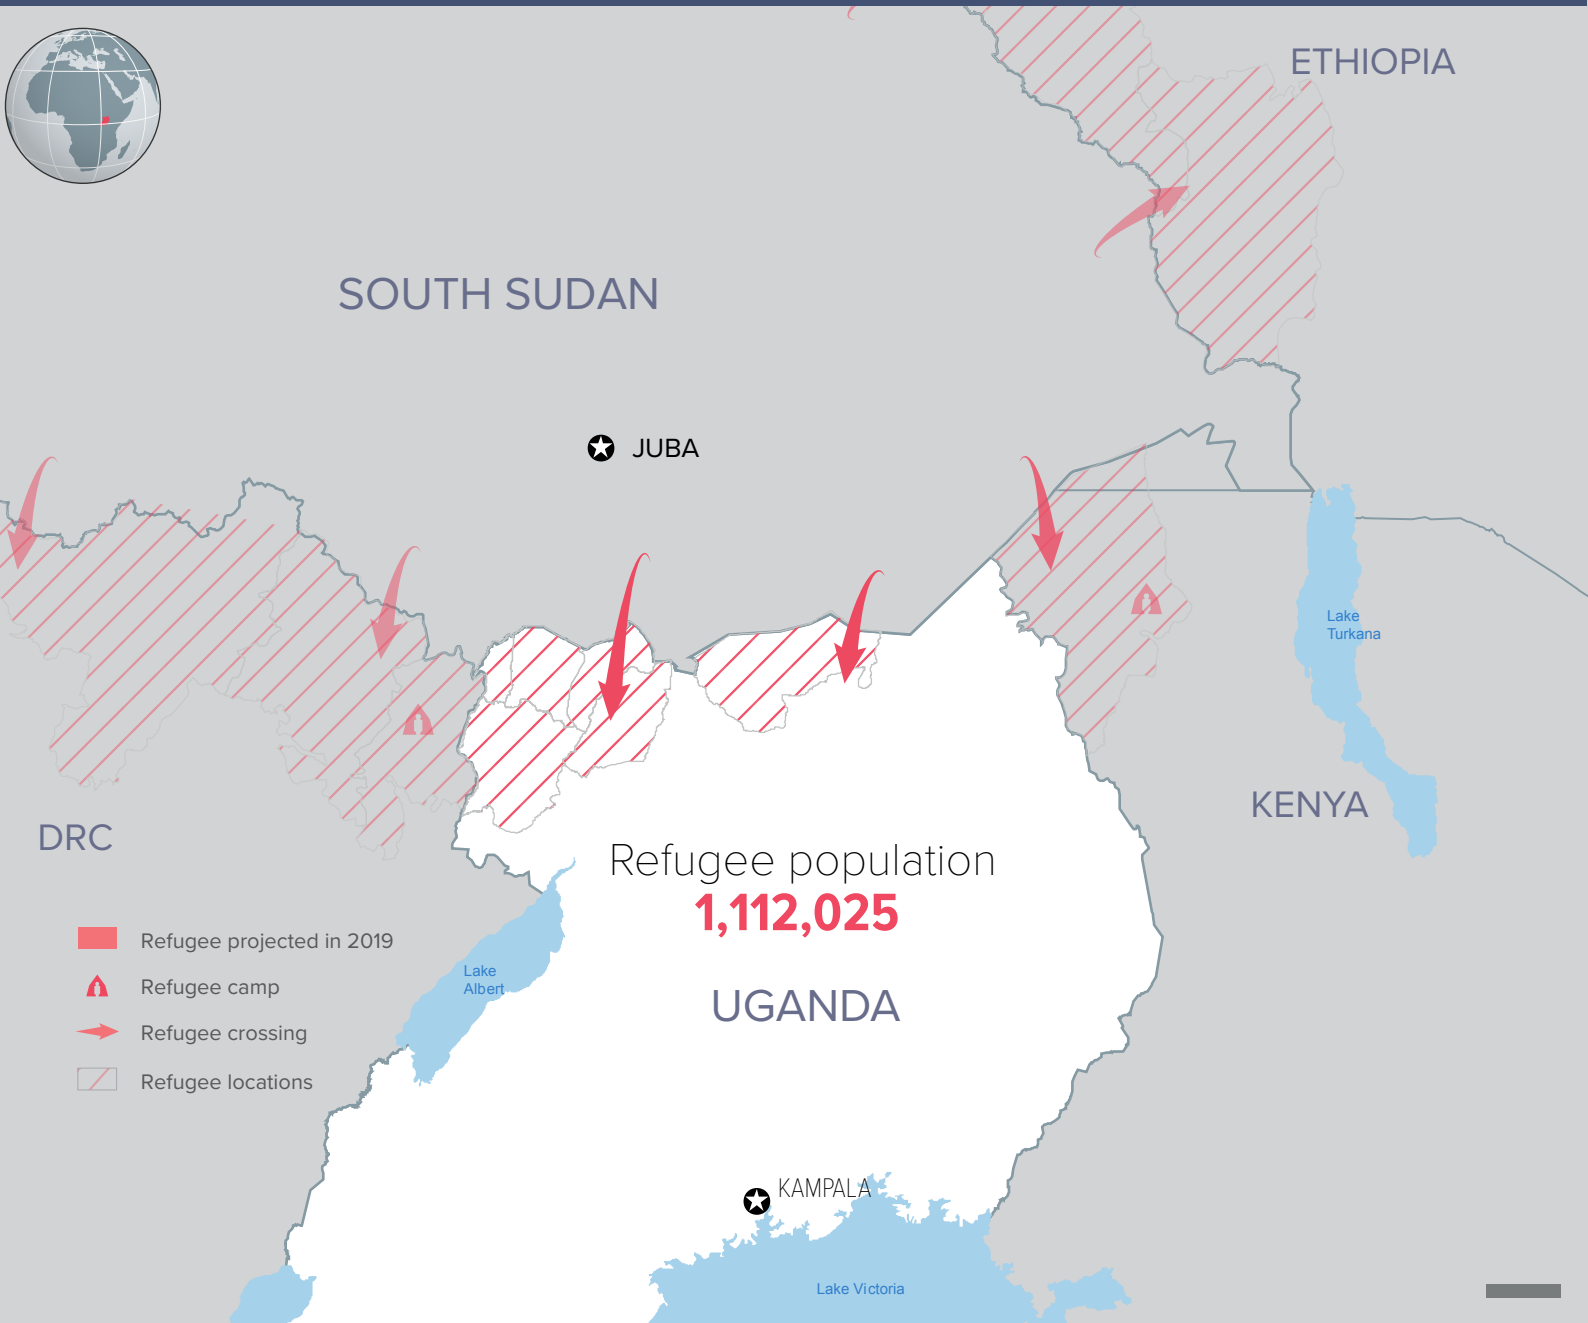 ETHIOPIA
SOUTH SUDAN
JUBA
Lake
Turkana
KENYA
DRC
Refugee population
1,112,025
Refugee projected in 2019
Refugee camp
Refugee crossing
Refugee locations
Lake
Albert
UGANDA
KAMPALA
Lake Victoria